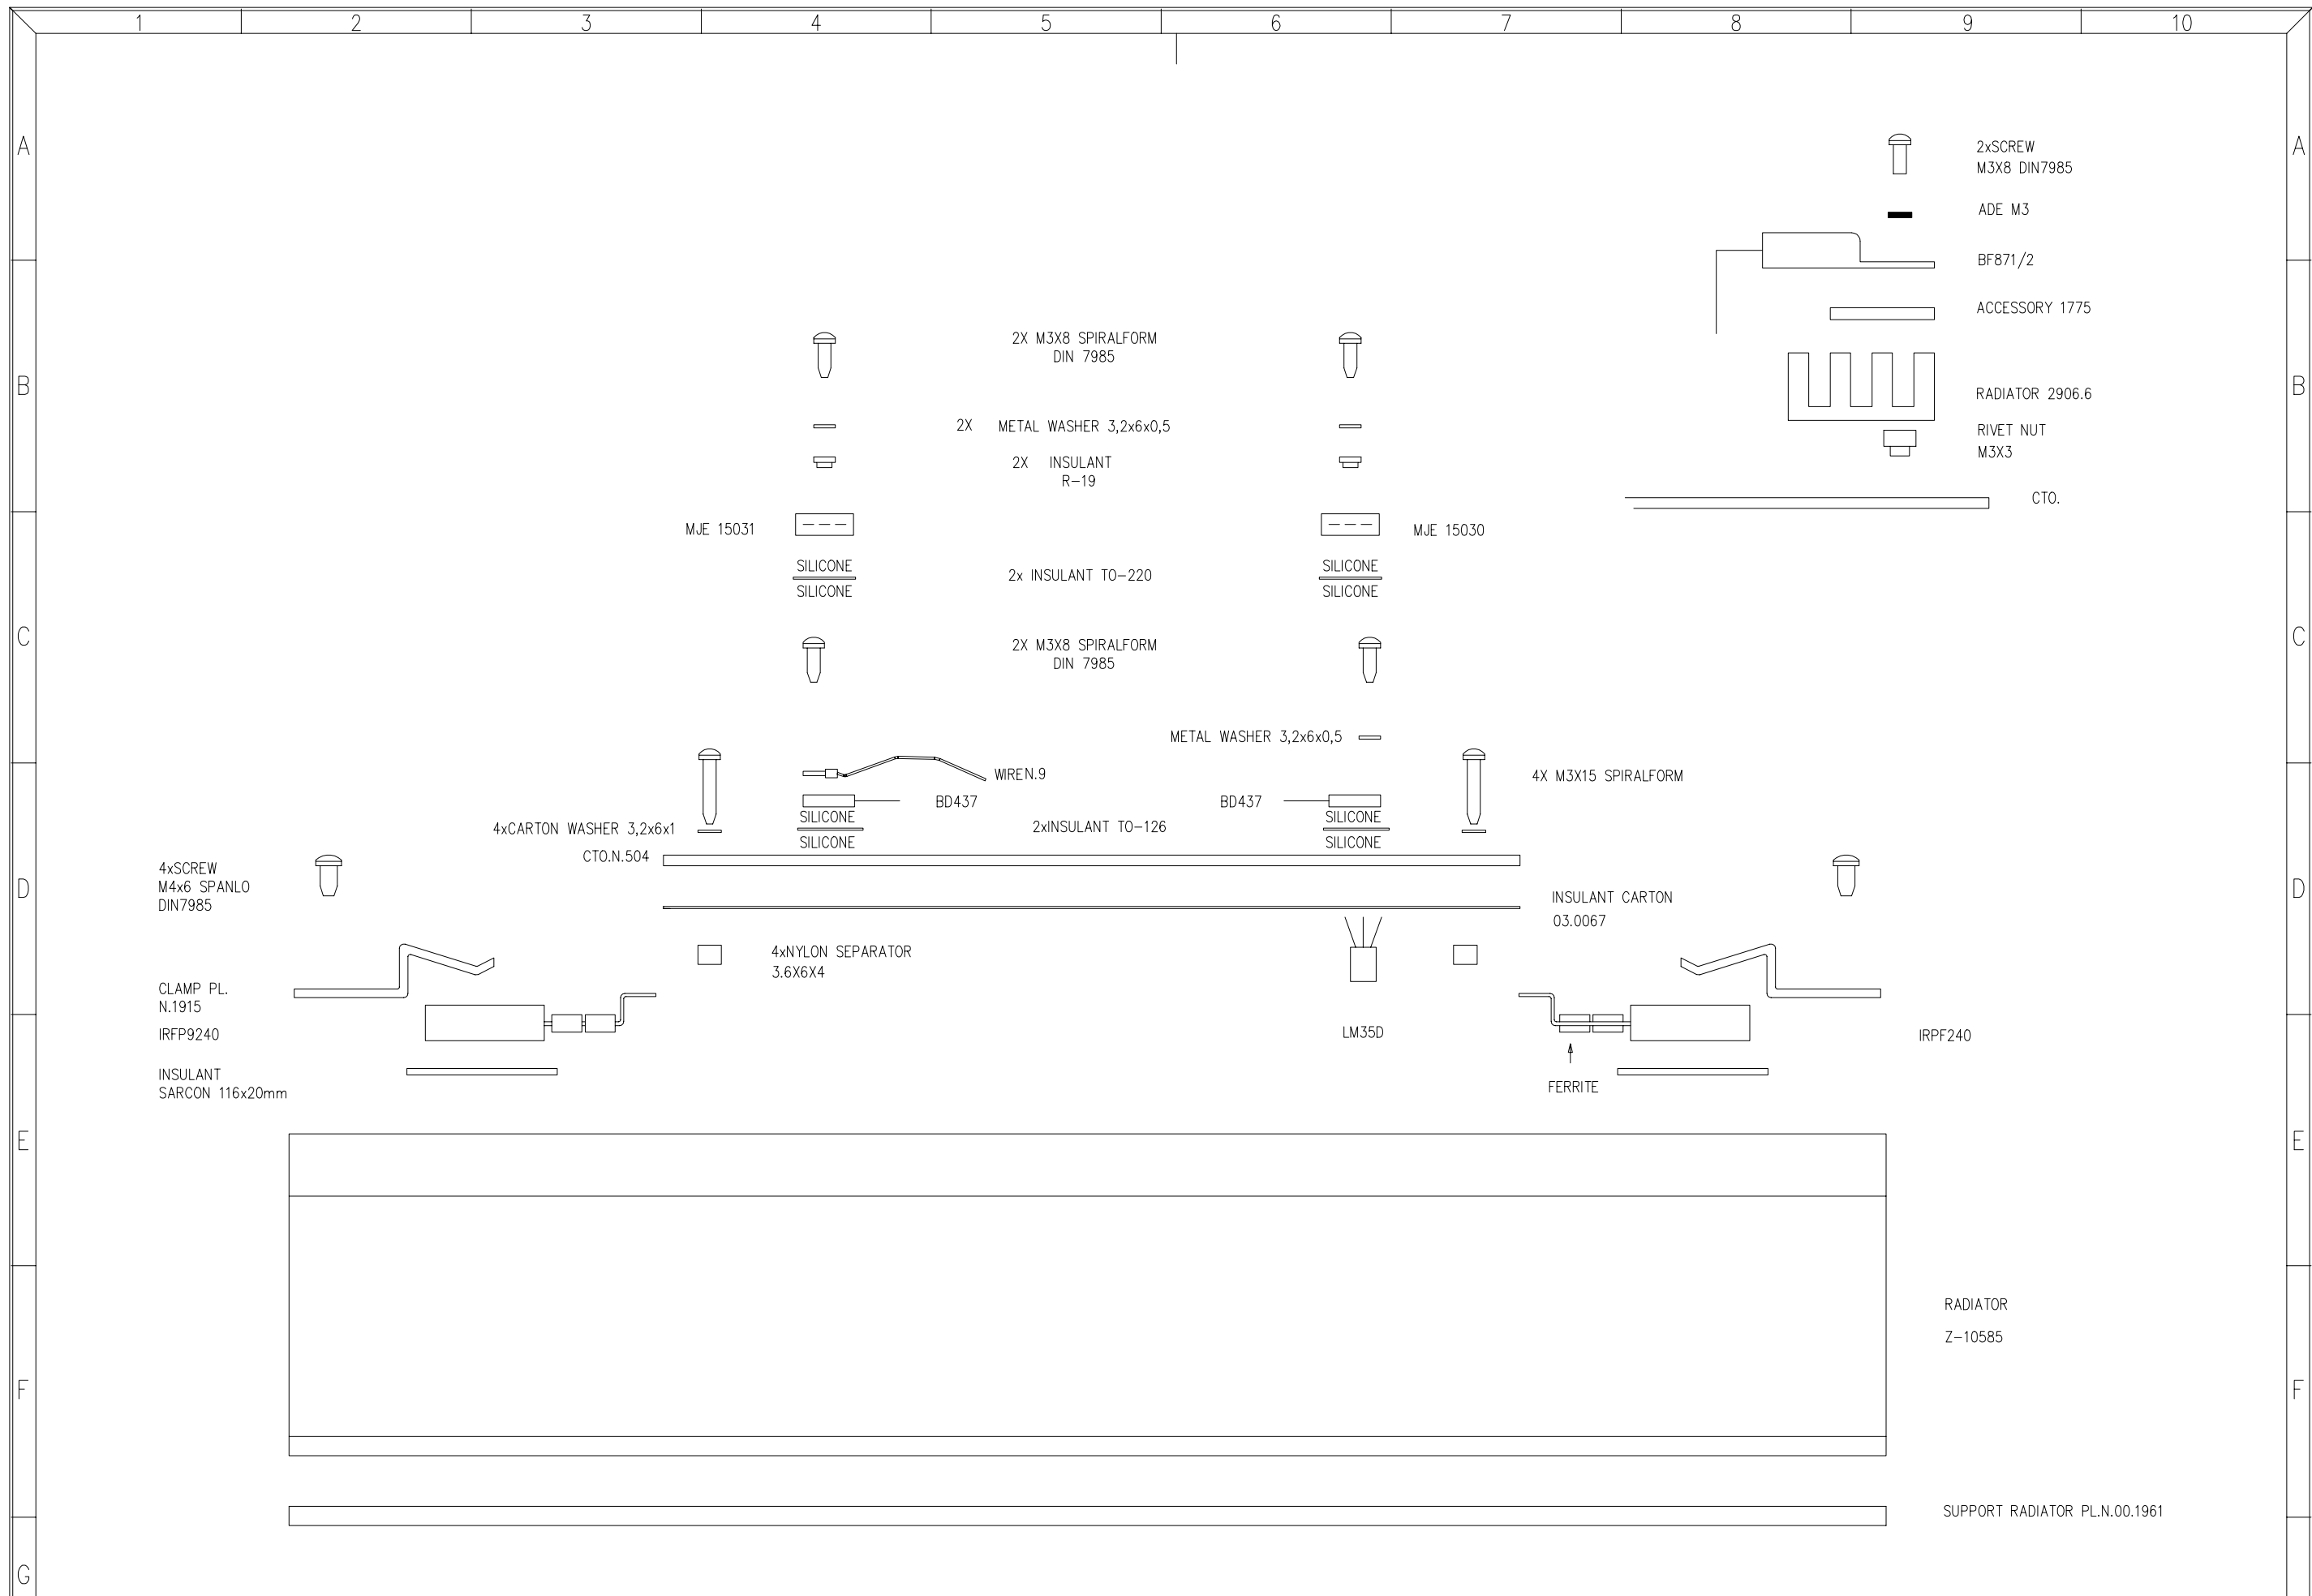 1 2 3 4 5 6 7 8 9 10
A A
2xSCREW
M3X8 DIN7985
ADE M3
BF871/2
ACCESSORY 1775
2X M3X8 SPIRALFORM
DIN 7985
B B
RADIATOR 2906.6
2X METAL WASHER 3,2x6x0,5
RIVET NUT
M3X3
2X INSULANT
R-19
CTO.
MJE 15031
MJE 15030
SILICONE SILICONE
2x INSULANT TO-220
SILICONE SILICONE
C C
2X M3X8 SPIRALFORM
DIN 7985
METAL WASHER 3,2x6x0,5
WIREN.9
4X M3X15 SPIRALFORM
BD437 BD437
SILICONE SILICONE
4xCARTON WASHER 3,2x6x1
2xINSULANT TO-126
SILICONE SILICONE
CTO.N.504
4xSCREW
M4x6 SPANLO
DIN7985
D D
INSULANT CARTON
03.0067
4xNYLON SEPARATOR
3.6X6X4
CLAMP PL.
N.1915
IRFP9240
LM35D
IRPF240
INSULANT
SARCON 116x20mm
FERRITE
E E
RADIATOR
Z-10585
F F
SUPPORT RADIATOR PL.N.00.1961
G